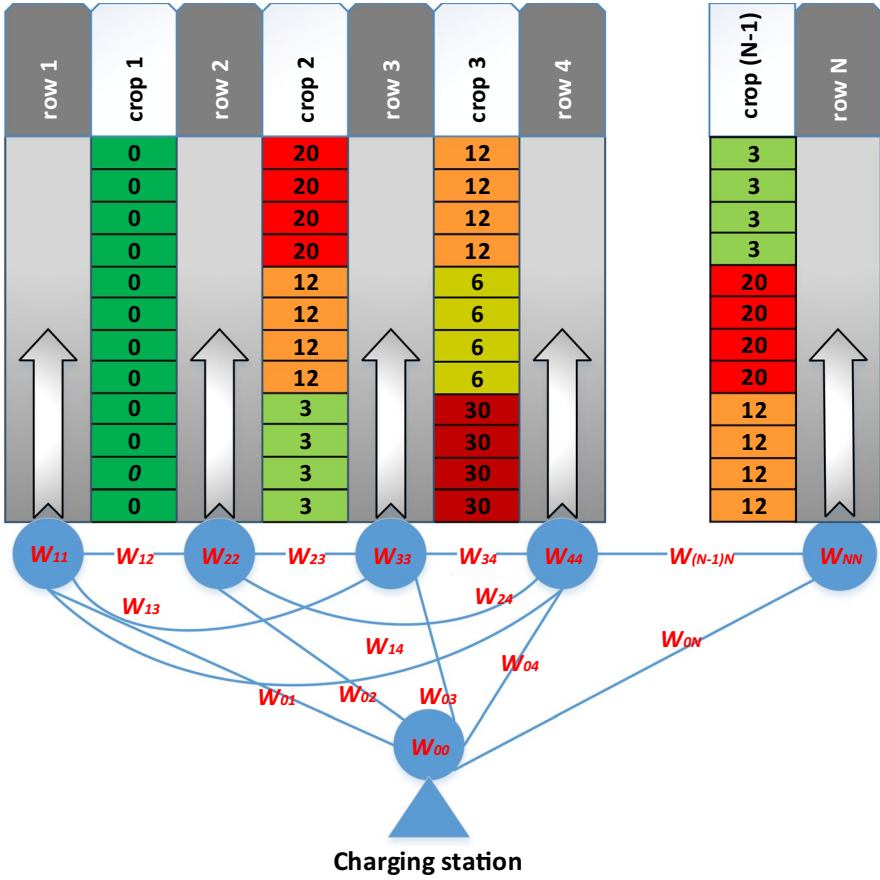 row 1 crop 1 row 2 crop 2 row 3 crop 3 row 4 crop (N-1) row N
0 20 12 3
0 20 12 3
0 20 12 3
0 20 12 3
0 12 6 20
0 12 6 20
0 12 6 20
0 12 6 20
0 3 30 12
0 3 30 12
0 3 30 12
0 3 30 12
W11 W12 W22 W23 W33 W34 W44 W(N-1)N WNN
W13 W24
W14 W04 W0N
W01 W02 W03
W00
Charging station